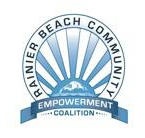 RAINIER BEACH COMMUNITY
EMPOWERMENT
COALITION